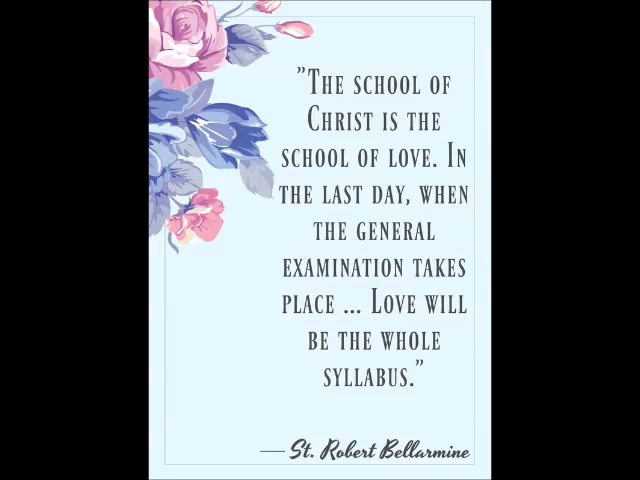 "The school of
Christ is the
school of love. In
the last day, when
the general
examination takes
place ... Love will
be the whole
syllabus."
— St. Robert Bellarmine